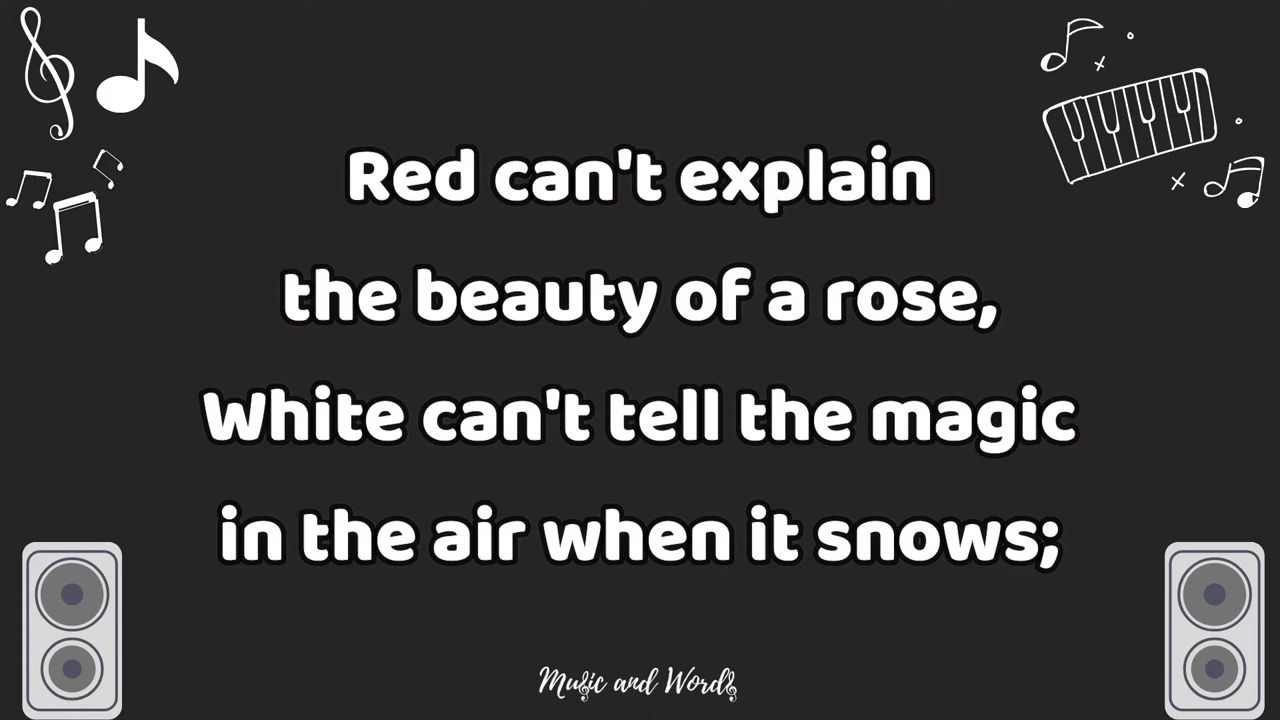 Red can't explain
the beauty of a rose,
White can't tell the magic
in the air when it snows;
Music and Words